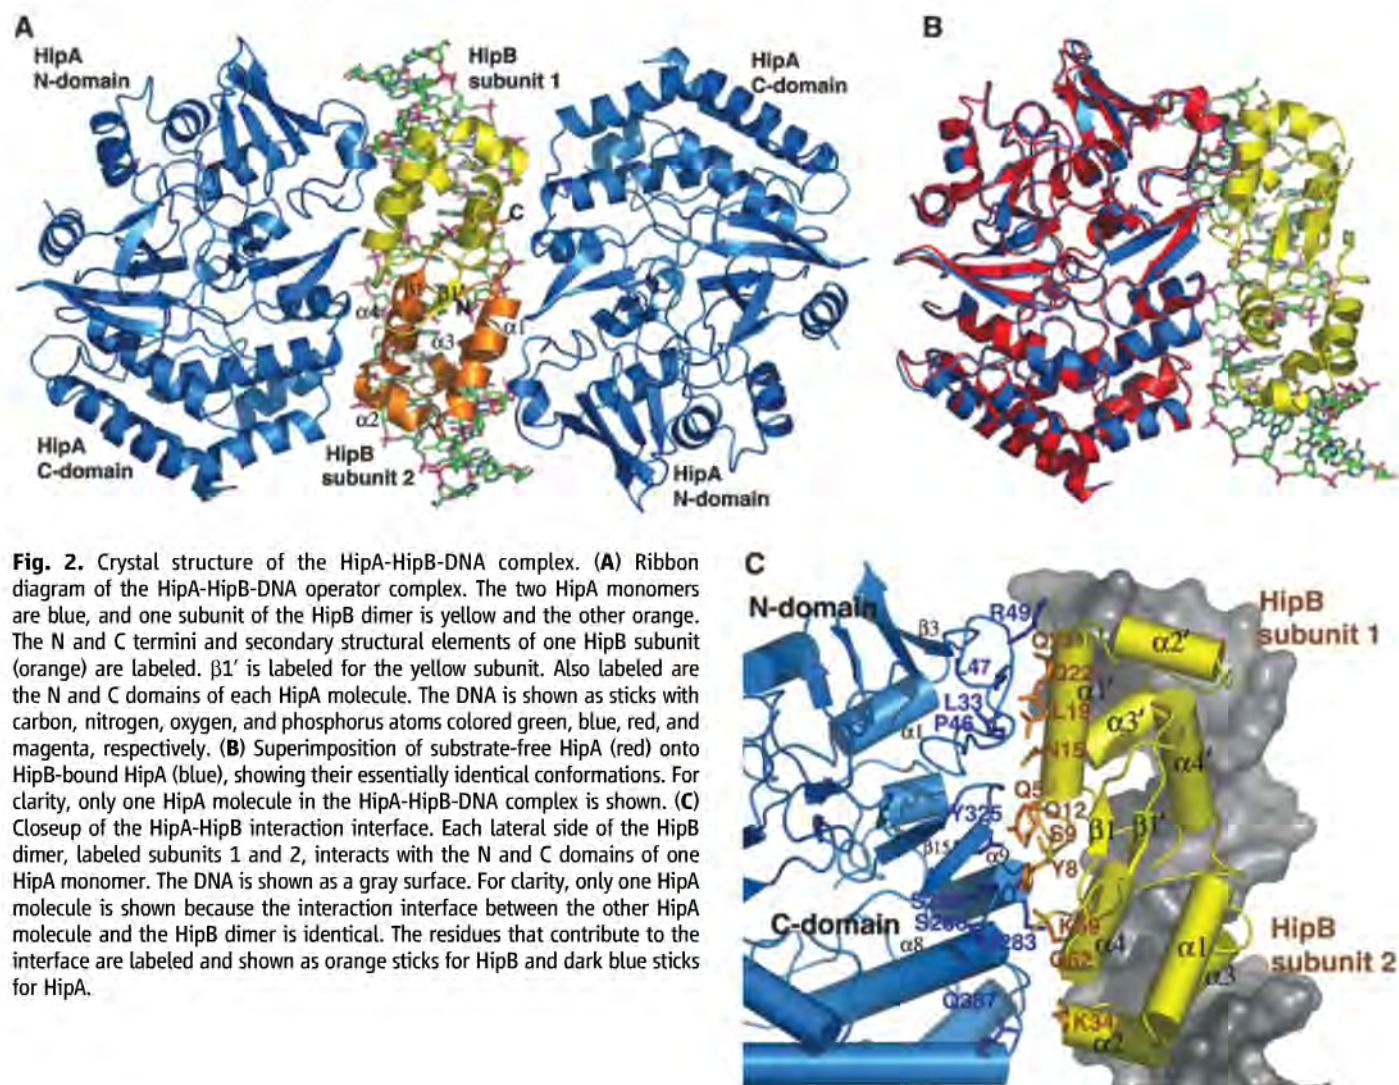 A
HipA
N-domain
HipB
subunit 1
HipA
C-domain
C
β1
β1′
N
α4
α1
α3
α2
HipA
C-domain
HipB
subunit 2
HipA
N-domain
B
Fig. 2. Crystal structure of the HipA-HipB-DNA complex. (A) Ribbon
diagram of the HipA-HipB-DNA operator complex. The two HipA monomers
are blue, and one subunit of the HipB dimer is yellow and the other orange.
The N and C termini and secondary structural elements of one HipB subunit
(orange) are labeled. β1′ is labeled for the yellow subunit. Also labeled are
the N and C domains of each HipA molecule. The DNA is shown as sticks with
carbon, nitrogen, oxygen, and phosphorus atoms colored green, blue, red, and
magenta, respectively. (B) Superimposition of substrate-free HipA (red) onto
HipB-bound HipA (blue), showing their essentially identical conformations. For
clarity, only one HipA molecule in the HipA-HipB-DNA complex is shown. (C)
Closeup of the HipA-HipB interaction interface. Each lateral side of the HipB
dimer, labeled subunits 1 and 2, interacts with the N and C domains of one
HipA monomer. The DNA is shown as a gray surface. For clarity, only one HipA
molecule is shown because the interaction interface between the other HipA
molecule and the HipB dimer is identical. The residues that contribute to the
interface are labeled and shown as orange sticks for HipB and dark blue sticks
for HipA.
C
N-domain
β3
R49
HipB
subunit 1
α2′
L47
Q22
L33
P46
α1
α3′
N15
α4′
Q5
Y325
Q12
S9
β1
β1′
β15
α9
Y8
C-domain
α8
α4
α1
α3
HipB
subunit 2
Q387
K34
α2